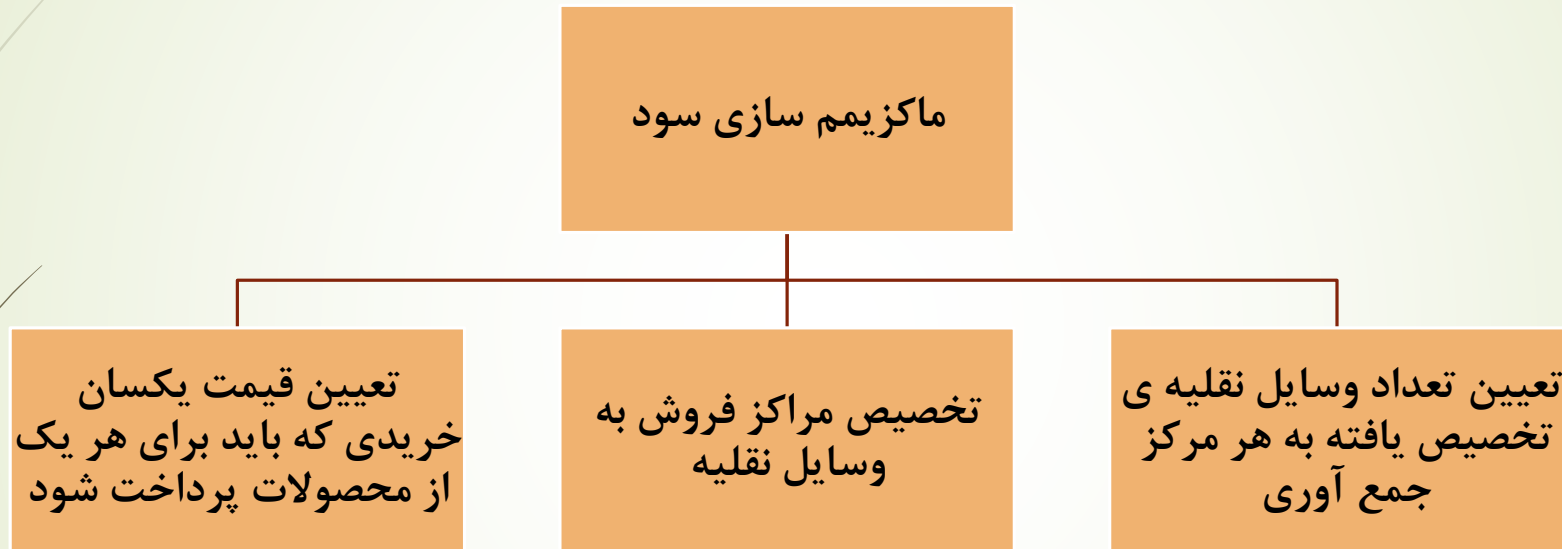 ماکزیمم سازی سود
تعیین تعداد وسایل نقلیه ی
تخصیص یافته به هر مرکز
جمع آوری
تخصیص مراکز فروش به
وسایل نقلیه
تعیین قیمت یکسان
خریدی که باید برای هر یک
از محصولات پرداخت شود